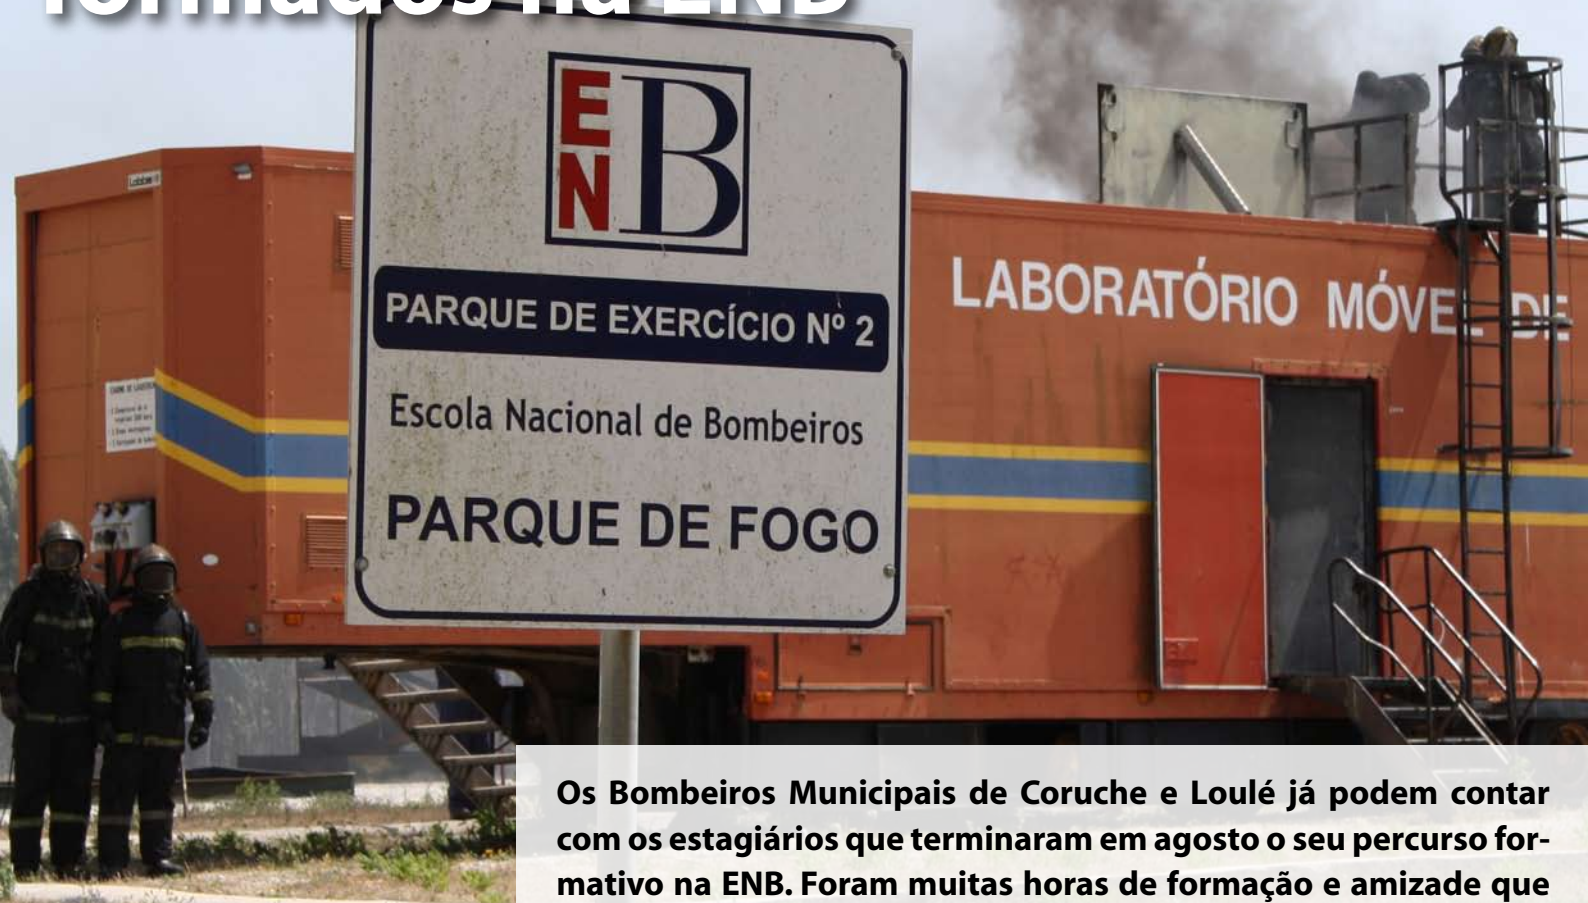 formados na ENB
E
N
B
PARQUE DE EXERCÍCIO Nº 2
Escola Nacional de Bombeiros
PARQUE DE FOGO
LABORATÓRIO MÓVEL DE
Os Bombeiros Municipais de Coruche e Loulé já podem contar
com os estagiários que terminaram em agosto o seu percurso for-
mativo na ENB. Foram muitas horas de formação e amizade que